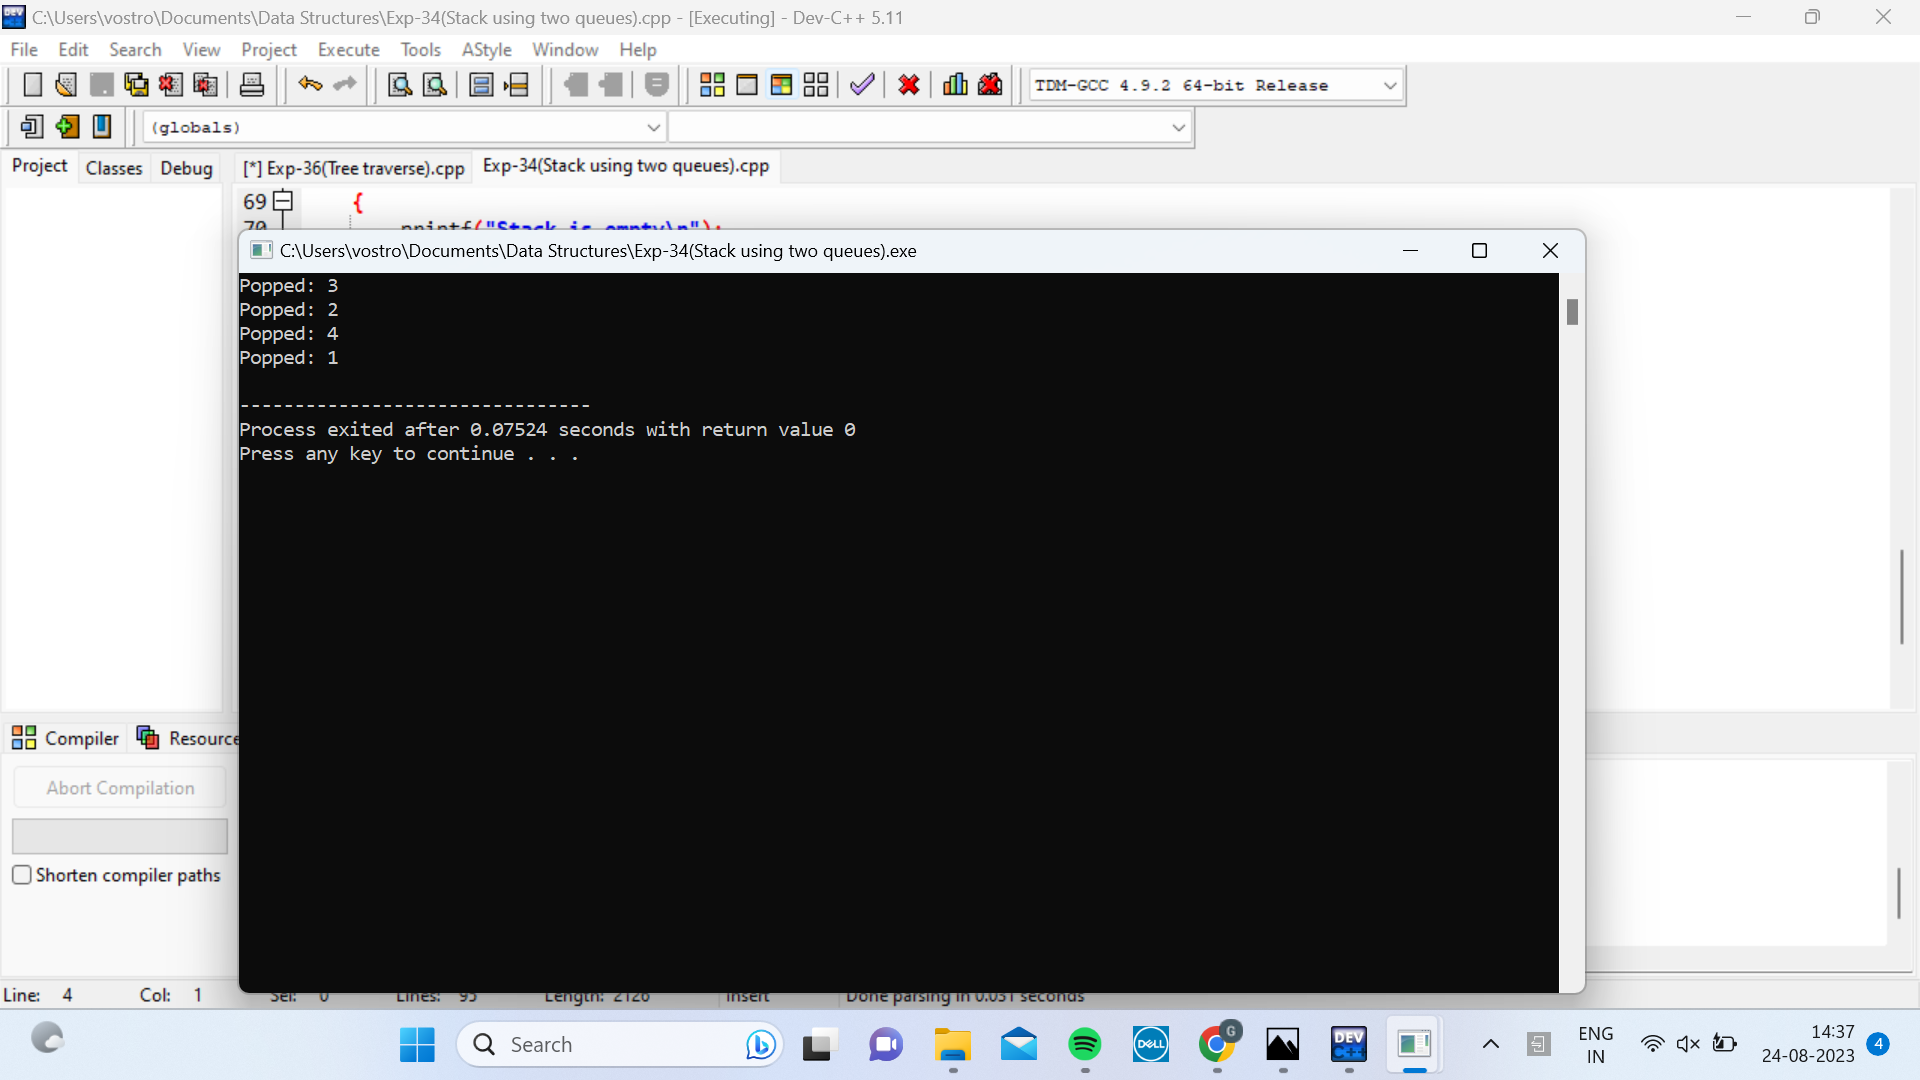 C:\Users\vostro\Documents\Data Structures\Exp-34(Stack using two queues).cpp - [Executing] - Dev-C++ 5.11
File Edit Search View Project Execute Tools AStyle Window Help
TDM-GCC 4.9.2 64-bit Release
(globals)
Project Classes Debug [*] Exp-36(Tree traverse).cpp Exp-34(Stack using two queues).cpp
69 {
70 printf("Stack is empty\n");
C:\Users\vostro\Documents\Data Structures\Exp-34(Stack using two queues).exe
Popped: 3
Popped: 2
Popped: 4
Popped: 1
--------------------------------
Process exited after 0.07524 seconds with return value 0
Press any key to continue . . .
Compiler Resource
Abort Compilation
Shorten compiler paths
Line: 4 Col: 1 Sel: 0 Lines: 95 Length: 2126 Insert Done parsing in 0.031 seconds
Search DELL G DEV C++ ENG IN 14:37 24-08-2023 4